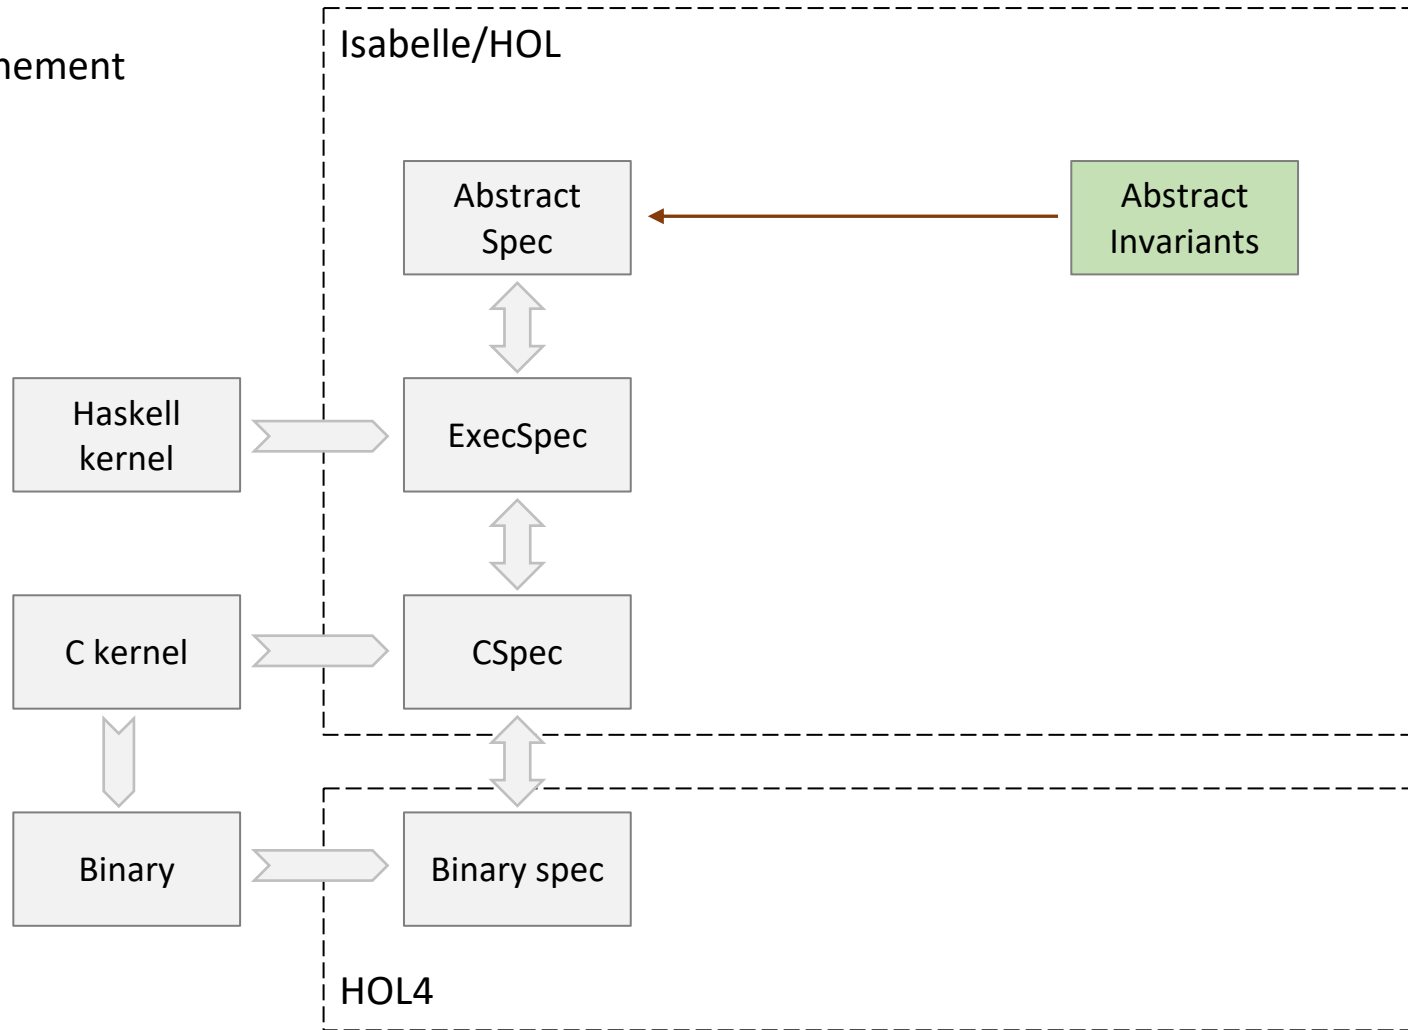 Isabelle/HOL
nement
Abstract
Spec
Abstract
Invariants
Haskell
kernel
ExecSpec
C kernel
CSpec
Binary
Binary spec
HOL4